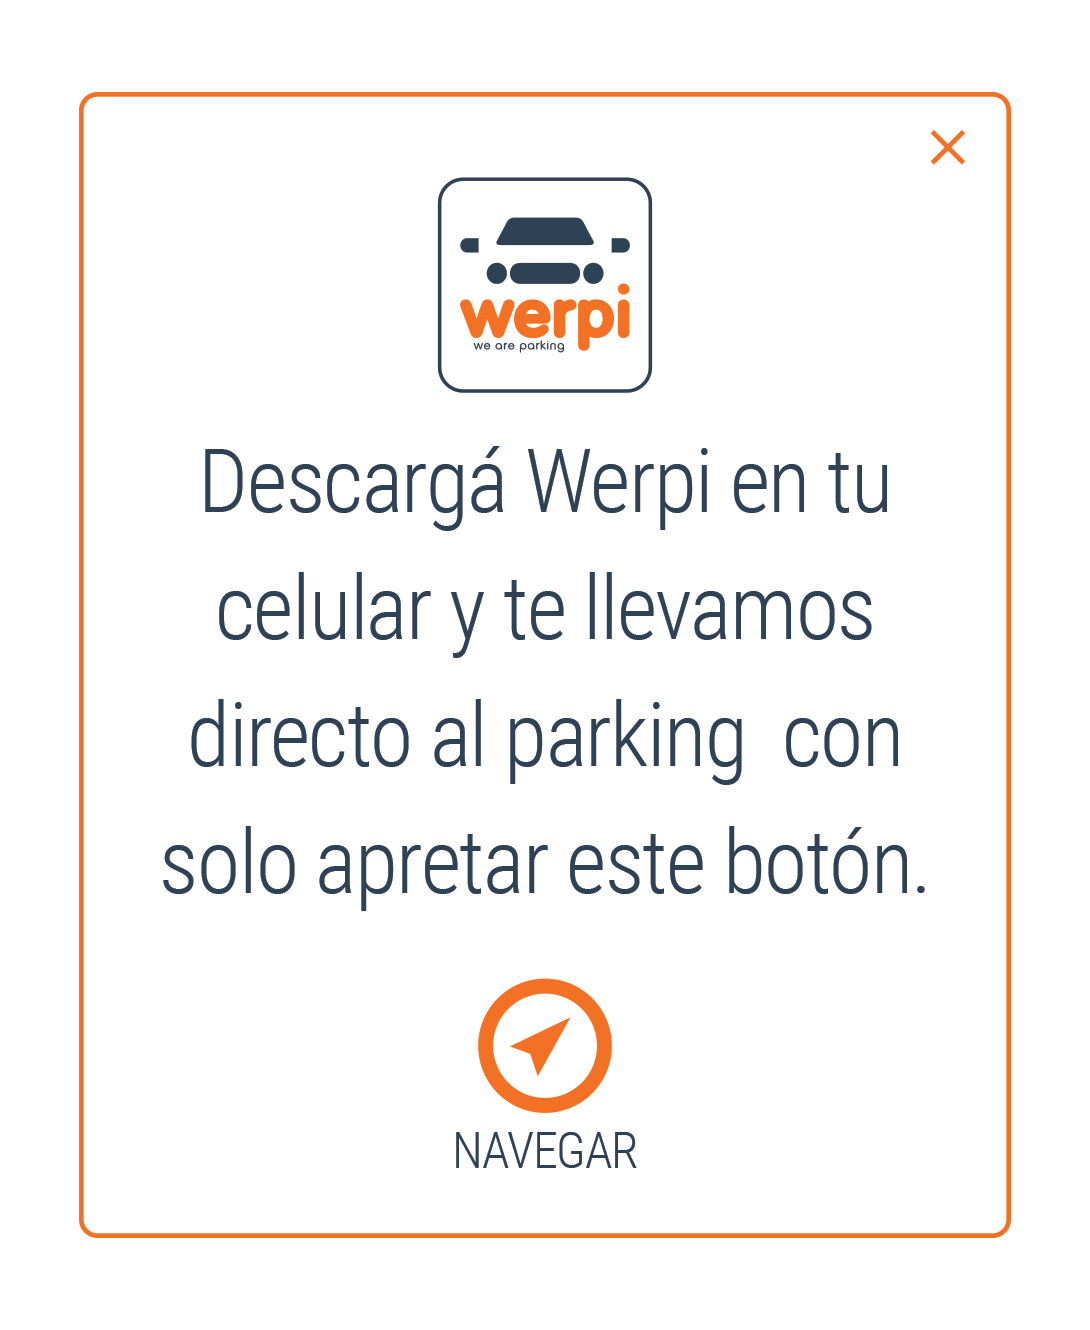 werpi
we are parking
Descargá Werpi en tu
celular y te llevamos
directo al parking  con
solo apretar este botón.
NAVEGAR